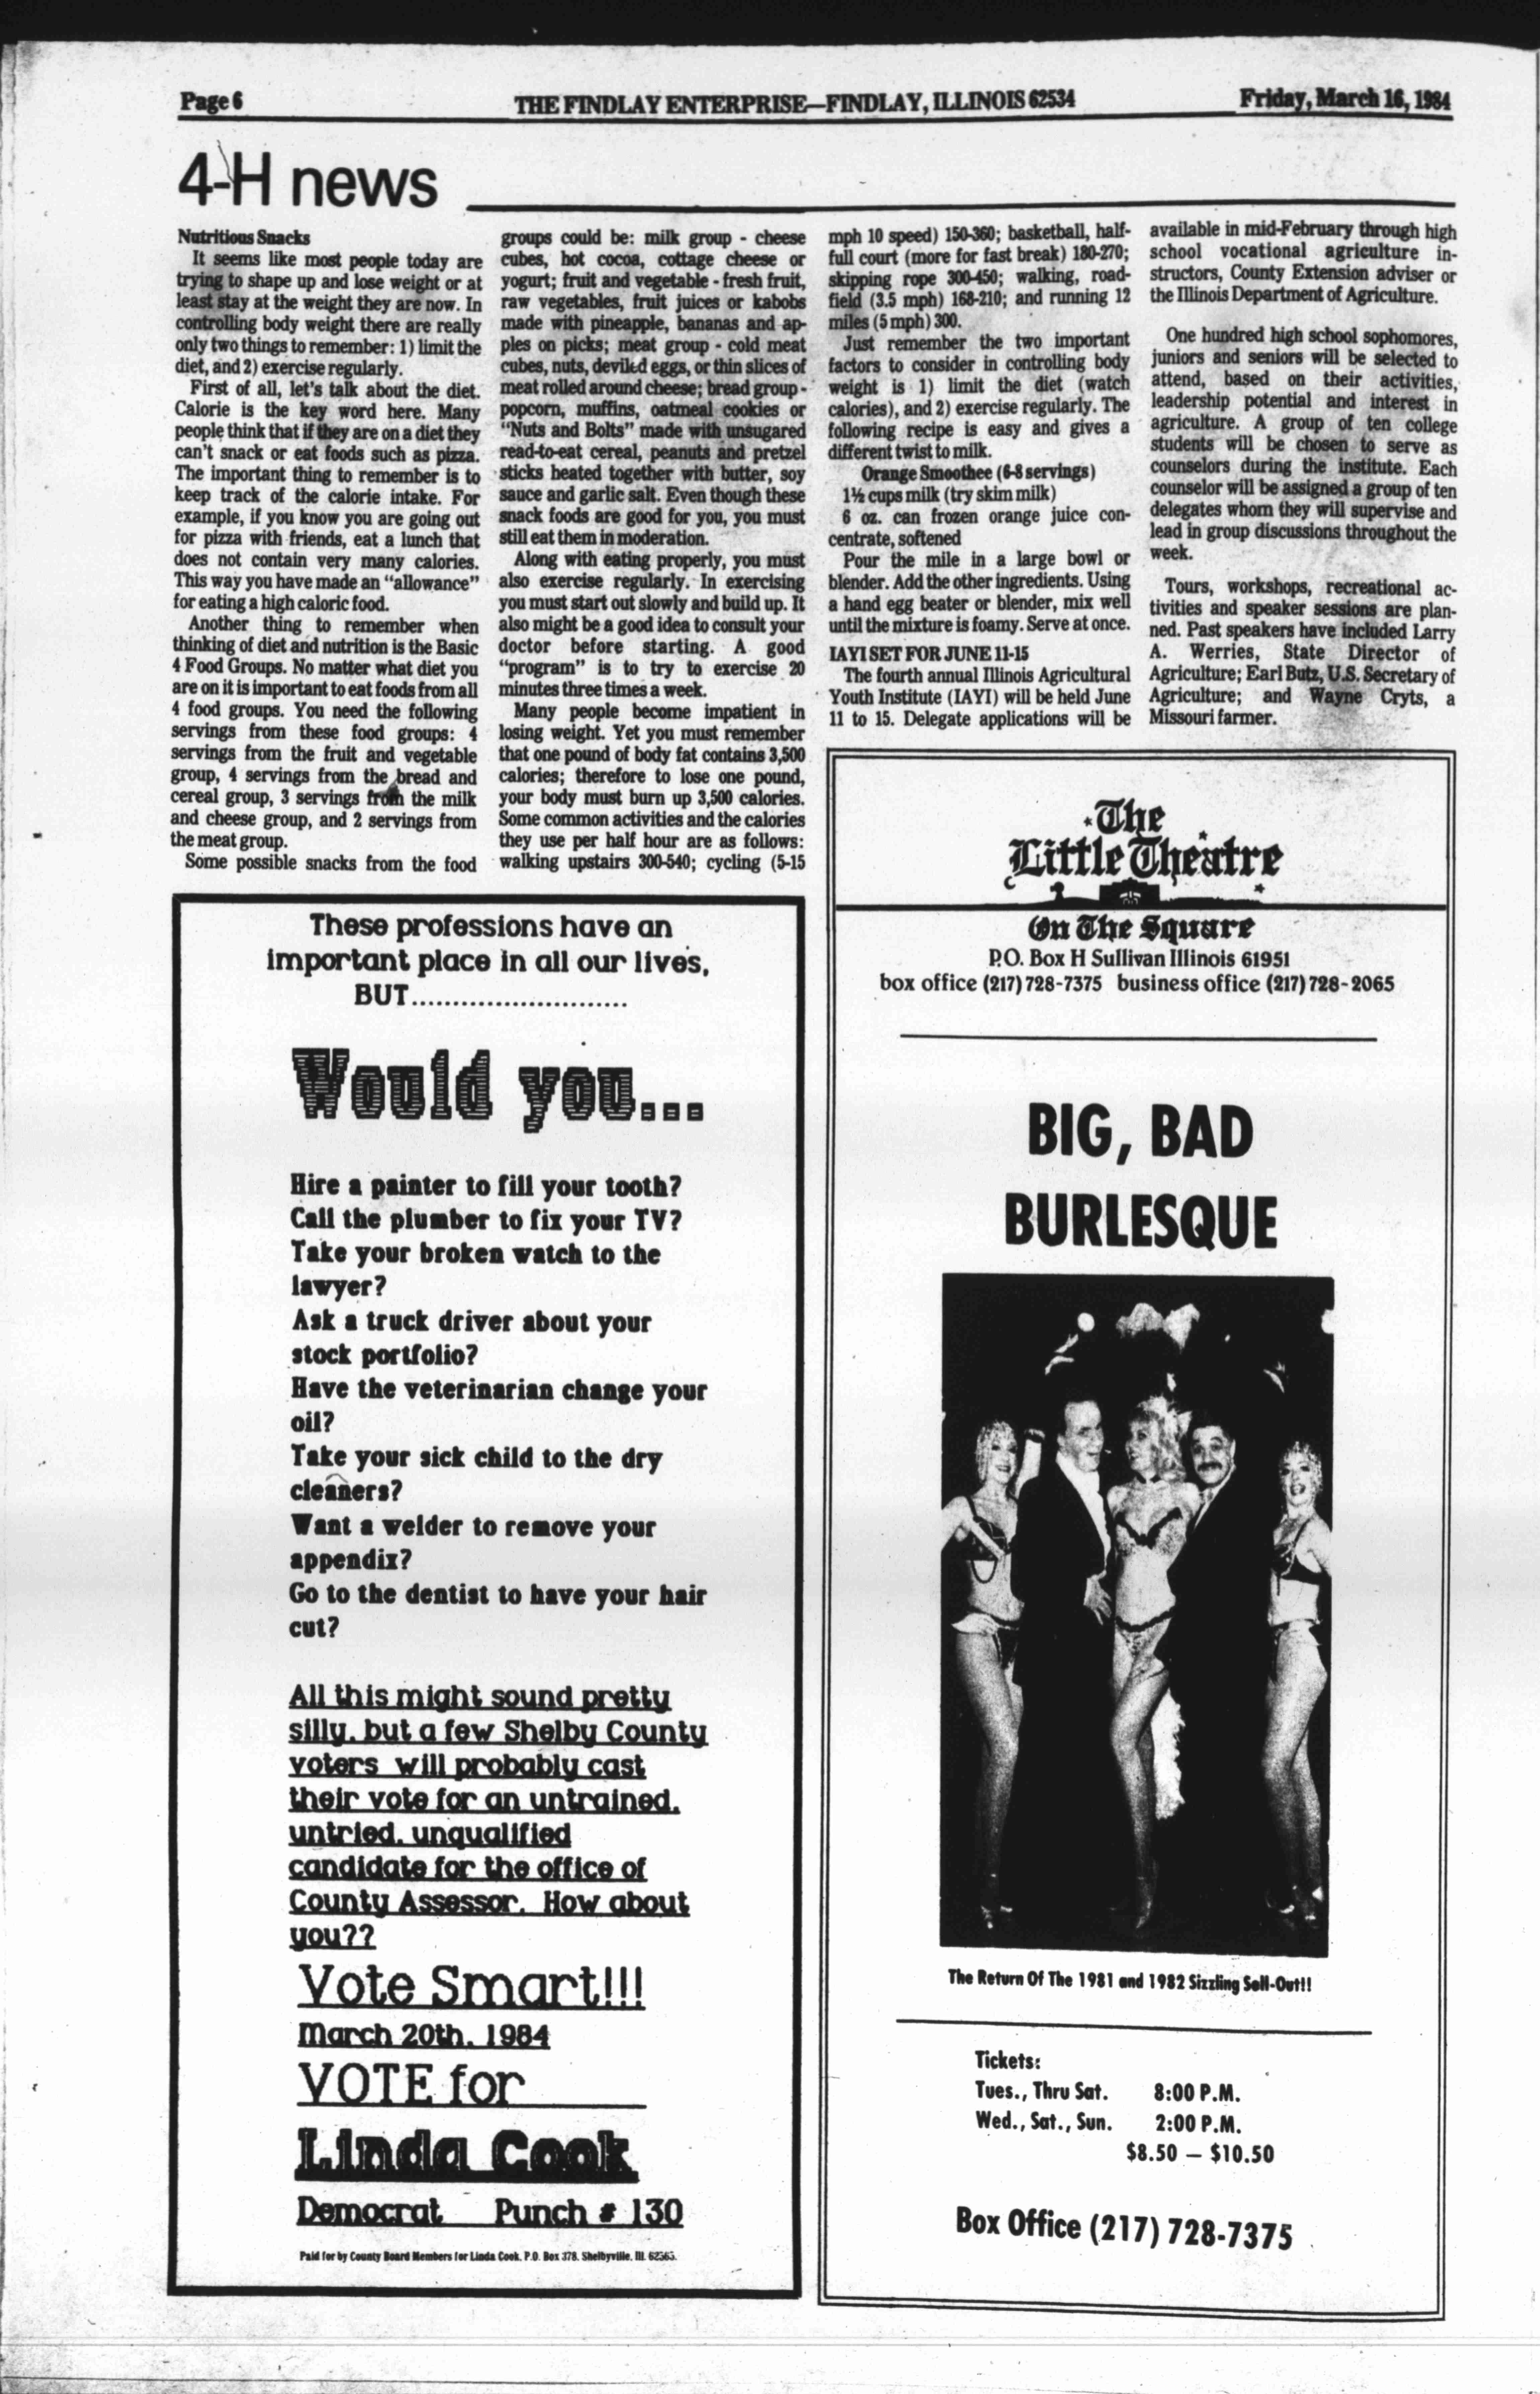 Page 6
THE FINDLAY ENTERPRISE—FINDLAY, ILLINOIS 62534
Friday, March 16, 1984
4-H news
Nutritious Snacks
It seems like most people today are
trying to shape up and lose weight or at
least stay at the weight they are now. In
controlling body weight there are really
only two things to remember: 1) limit the
diet, and 2) exercise regularly.
First of all, let's talk about the diet.
Calorie is the key word here. Many
people think that if they are on a diet they
can't snack or eat foods such as pizza.
The important thing to remember is to
keep track of the calorie intake. For
example, if you know you are going out
for pizza with friends, eat a lunch that
does not contain very many calories.
This way you have made an "allowance"
for eating a high caloric food.
Another thing to remember when
thinking of diet and nutrition is the Basic
4 Food Groups. No matter what diet you
are on it is important to eat foods from all
4 food groups. You need the following
servings from these food groups: 4
servings from the fruit and vegetable
group, 4 servings from the bread and
cereal group, 3 servings from the milk
and cheese group, and 2 servings from
the meat group.
Some possible snacks from the food
groups could be: milk group - cheese
cubes, hot cocoa, cottage cheese or
yogurt; fruit and vegetable - fresh fruit,
raw vegetables, fruit juices or kabobs
made with pineapple, bananas and ap-
ples on picks; meat group - cold meat
cubes, nuts, deviled eggs, or thin slices of
meat rolled around cheese; bread group -
popcorn, muffins, oatmeal cookies or
"Nuts and Bolts" made with unsugared
read-to-eat cereal, peanuts and pretzel
sticks heated together with butter, soy
sauce and garlic salt. Even though these
snack foods are good for you, you must
still eat them in moderation.
Along with eating properly, you must
also exercise regularly. In exercising
you must start out slowly and build up. It
also might be a good idea to consult your
doctor before starting. A good
"program" is to try to exercise 20
minutes three times a week.
Many people become impatient in
losing weight. Yet you must remember
that one pound of body fat contains 3,500
calories; therefore to lose one pound,
your body must burn up 3,500 calories.
Some common activities and the calories
they use per half hour are as follows:
walking upstairs 300-540; cycling (5-15
mph 10 speed) 150-360; basketball, half-
full court (more for fast break) 180-270;
skipping rope 300-450; walking, road-
field (3.5 mph) 168-210; and running 12
miles (5 mph) 300.
Just remember the two important
factors to consider in controlling body
weight is 1) limit the diet (watch
calories), and 2) exercise regularly. The
following recipe is easy and gives a
different twist to milk.
Orange Smoothee (6-8 servings)
1½ cups milk (try skim milk)
6 oz. can frozen orange juice con-
centrate, softened
Pour the mile in a large bowl or
blender. Add the other ingredients. Using
a hand egg beater or blender, mix well
until the mixture is foamy. Serve at once.
IAYI SET FOR JUNE 11-15
The fourth annual Illinois Agricultural
Youth Institute (IAYI) will be held June
11 to 15. Delegate applications will be
available in mid-February through high
school vocational agriculture in-
structors, County Extension adviser or
the Illinois Department of Agriculture.
One hundred high school sophomores,
juniors and seniors will be selected to
attend, based on their activities,
leadership potential and interest in
agriculture. A group of ten college
students will be chosen to serve as
counselors during the institute. Each
counselor will be assigned a group of ten
delegates whom they will supervise and
lead in group discussions throughout the
week.
Tours, workshops, recreational ac-
tivities and speaker sessions are plan-
ned. Past speakers have included Larry
A. Werries, State Director of
Agriculture; Earl Butz, U.S. Secretary of
Agriculture; and Wayne Cryts, a
Missouri farmer.
These professions have an
important place in all our lives,
BUT..........................
Would you...
Hire a painter to fill your tooth?
Call the plumber to fix your TV?
Take your broken watch to the
lawyer?
Ask a truck driver about your
stock portfolio?
Have the veterinarian change your
oil?
Take your sick child to the dry
cleaners?
Want a welder to remove your
appendix?
Go to the dentist to have your hair
cut?
All this might sound pretty
silly, but a few Shelby County
voters will probably cast
their vote for an untrained,
untried, unqualified
candidate for the office of
County Assessor. How about
you??
Vote Smart!!!
March 20th, 1984
VOTE for
Linda Cook
Democrat Punch # 130
Paid for by County Board Members for Linda Cook. P.O. Box 378. Shelbyville, Ill. 62565.
The
Little Theatre
On The Square
P.O. Box H Sullivan Illinois 61951
box office (217) 728-7375 business office (217) 728-2065
BIG, BAD
BURLESQUE
The Return Of The 1981 and 1982 Sizzling Sell-Out!!
Tickets:
Tues., Thru Sat. 8:00 P.M.
Wed., Sat., Sun. 2:00 P.M.
$8.50 — $10.50
Box Office (217) 728-7375